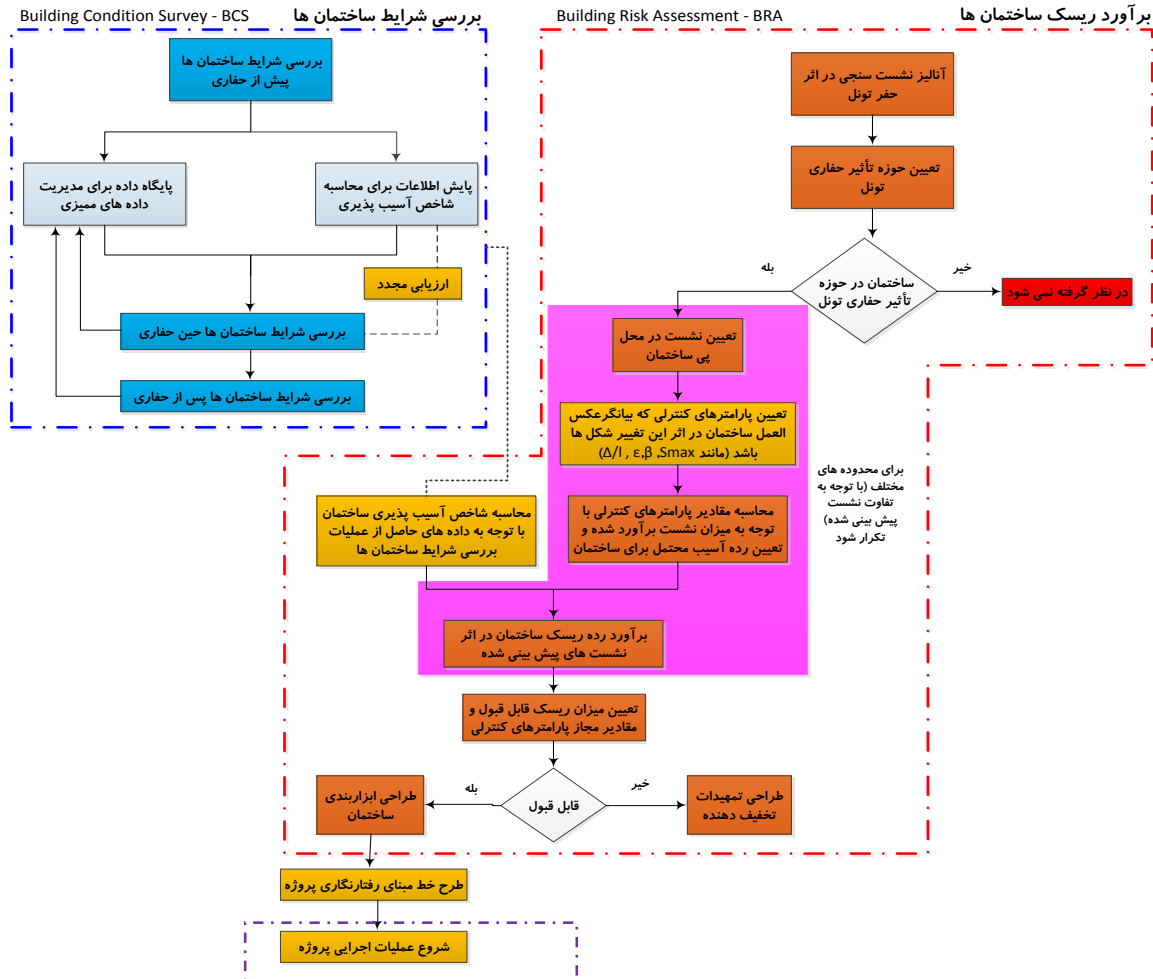 Building Condition Survey - BCS
بررسی شرایط ساختمان ها
بررسی شرایط ساختمان ها
پیش از حفاری
پایگاه داده برای مدیریت
داده های ممیزی
پایش اطلاعات برای محاسبه
شاخص آسیب پذیری
ارزیابی مجدد
بررسی شرایط ساختمان ها حین حفاری
بررسی شرایط ساختمان ها پس از حفاری
Building Risk Assessment - BRA
برآورد ریسک ساختمان ها
آنالیز نشست سنجی در اثر
حفر تونل
تعیین حوزه تأثیر حفاری
تونل
ساختمان در حوزه
تأثیر حفاری تونل
بله
خیر
در نظر گرفته نمی شود
تعیین نشست در محل
پی ساختمان
تعیین پارامترهای کنترلی که بیانگرعکس
العمل ساختمان در اثر این تغییر شکل ها
باشد (مانند Δ/l , ε,β ,Smax)
محاسبه مقادیر پارامترهای کنترلی با
توجه به میزان نشست برآورد شده و
تعیین رده آسیب محتمل برای ساختمان
برای محدوده های
مختلف (با توجه به
تفاوت نشست
پیش بینی شده)
تکرار شود
محاسبه شاخص آسیب پذیری ساختمان
با توجه به داده های حاصل از عملیات
بررسی شرایط ساختمان ها
برآورد رده ریسک ساختمان در اثر
نشست های پیش بینی شده
تعیین میزان ریسک قابل قبول و
مقادیر مجاز پارامترهای کنترلی
قابل قبول
بله
خیر
طراحی ابزاربندی
ساختمان
طراحی تمهیدات
تخفیف دهنده
طرح خط مبنای رفتارنگاری پروژه
شروع عملیات اجرایی پروژه